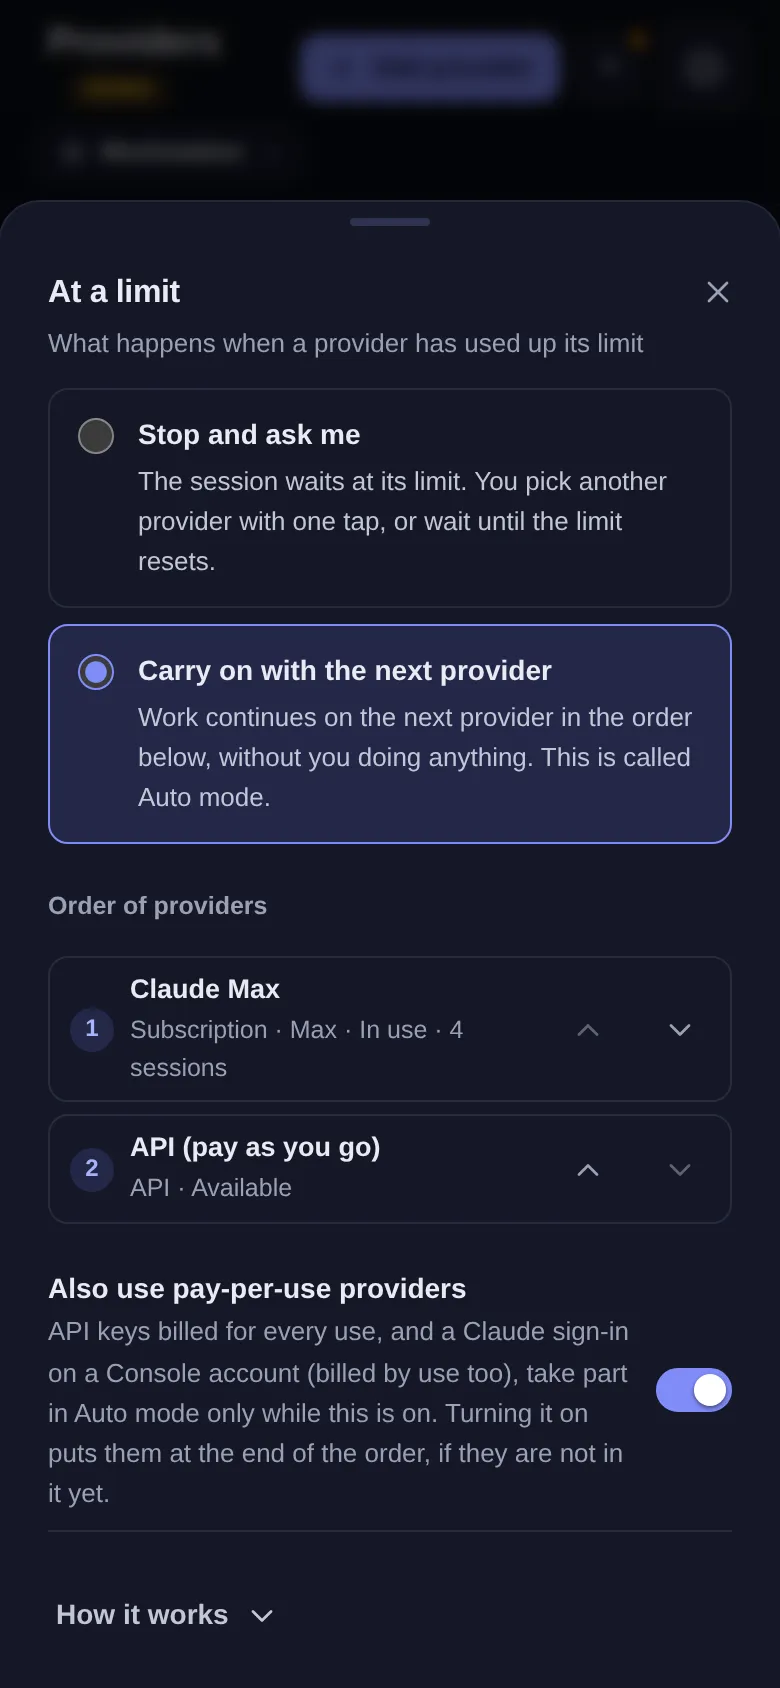 Providers
At a limit
What happens when a provider has used up its limit
Stop and ask me
The session waits at its limit. You pick another
provider with one tap, or wait until the limit
resets.
Carry on with the next provider
Work continues on the next provider in the order
below, without you doing anything. This is called
Auto mode.
Order of providers
1
Claude Max
Subscription · Max · In use · 4
sessions
2
API (pay as you go)
API · Available
Also use pay-per-use providers
API keys billed for every use, and a Claude sign-in
on a Console account (billed by use too), take part
in Auto mode only while this is on. Turning it on
puts them at the end of the order, if they are not in
it yet.
How it works